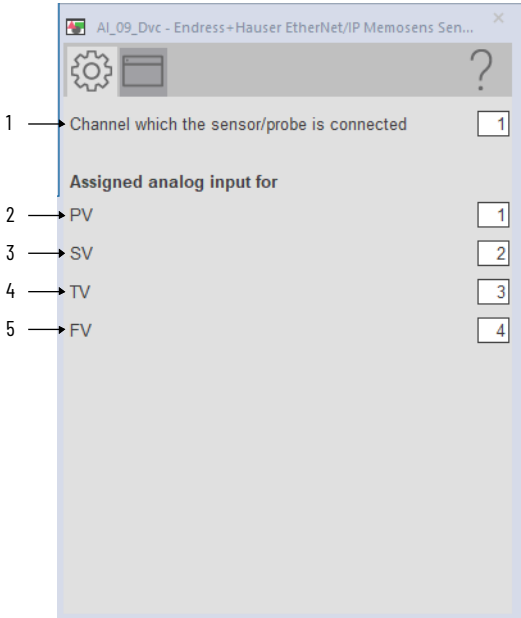 AI_09_Dvc - Endress+Hauser EtherNet/IP Memosens Sen...
?
1 Channel which the sensor/probe is connected 1
Assigned analog input for
2 PV 1
3 SV 2
4 TV 3
5 FV 4